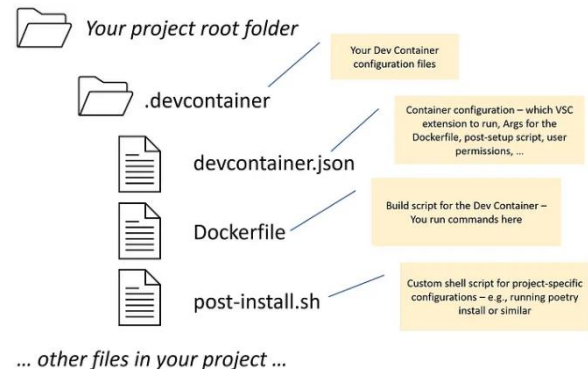 Your project root folder
Your Dev Container
configuration files
.devcontainer
Container configuration – which VSC
extension to run, Args for the
Dockerfile, post-setup script, user
permissions, ...
devcontainer.json
Build script for the Dev Container –
You run commands here
Dockerfile
Custom shell script for project-specific
configurations – e.g., running poetry
install or similar
post-install.sh
... other files in your project ...